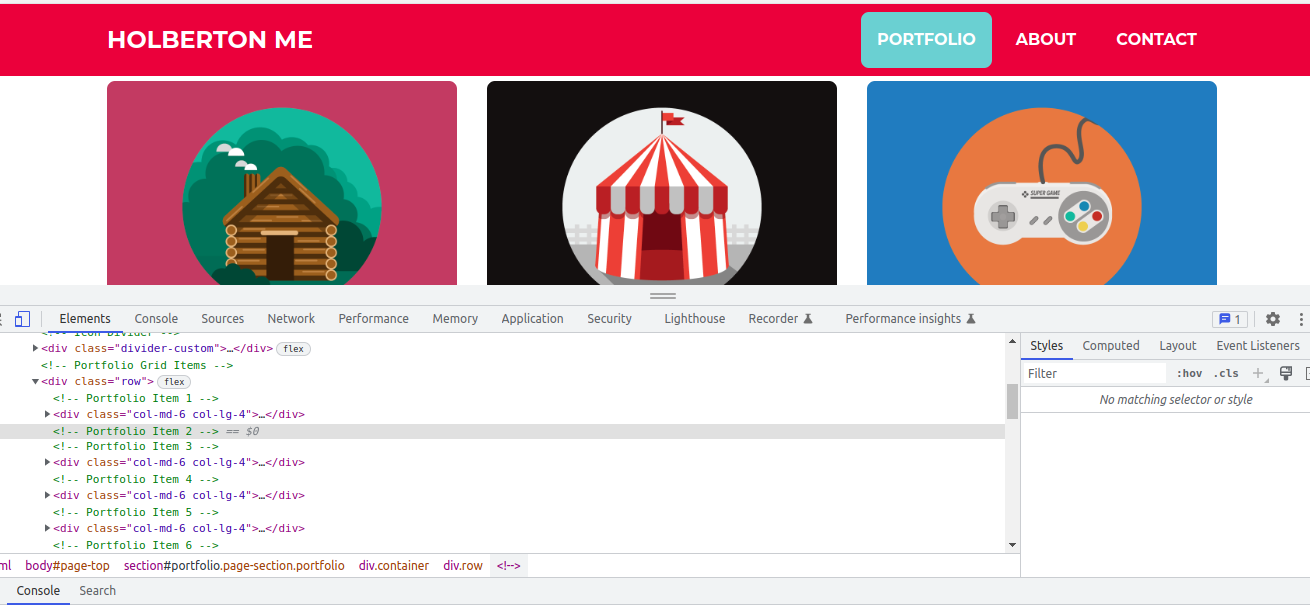 HOLBERTON ME PORTFOLIO ABOUT CONTACT
SUPER GAME
Elements Console Sources Network Performance Memory Application Security Lighthouse Recorder Performance insights 1
<!-- Icon Divider -->
<div class="divider-custom">…</div> flex
<!-- Portfolio Grid Items -->
<div class="row"> flex
<!-- Portfolio Item 1 -->
<div class="col-md-6 col-lg-4">…</div>
<!-- Portfolio Item 2 --> == $0
<!-- Portfolio Item 3 -->
<div class="col-md-6 col-lg-4">…</div>
<!-- Portfolio Item 4 -->
<div class="col-md-6 col-lg-4">…</div>
<!-- Portfolio Item 5 -->
<div class="col-md-6 col-lg-4">…</div>
<!-- Portfolio Item 6 -->
Styles Computed Layout Event Listeners
Filter :hov .cls
No matching selector or style
ml body#page-top section#portfolio.page-section.portfolio div.container div.row <!-->
Console Search